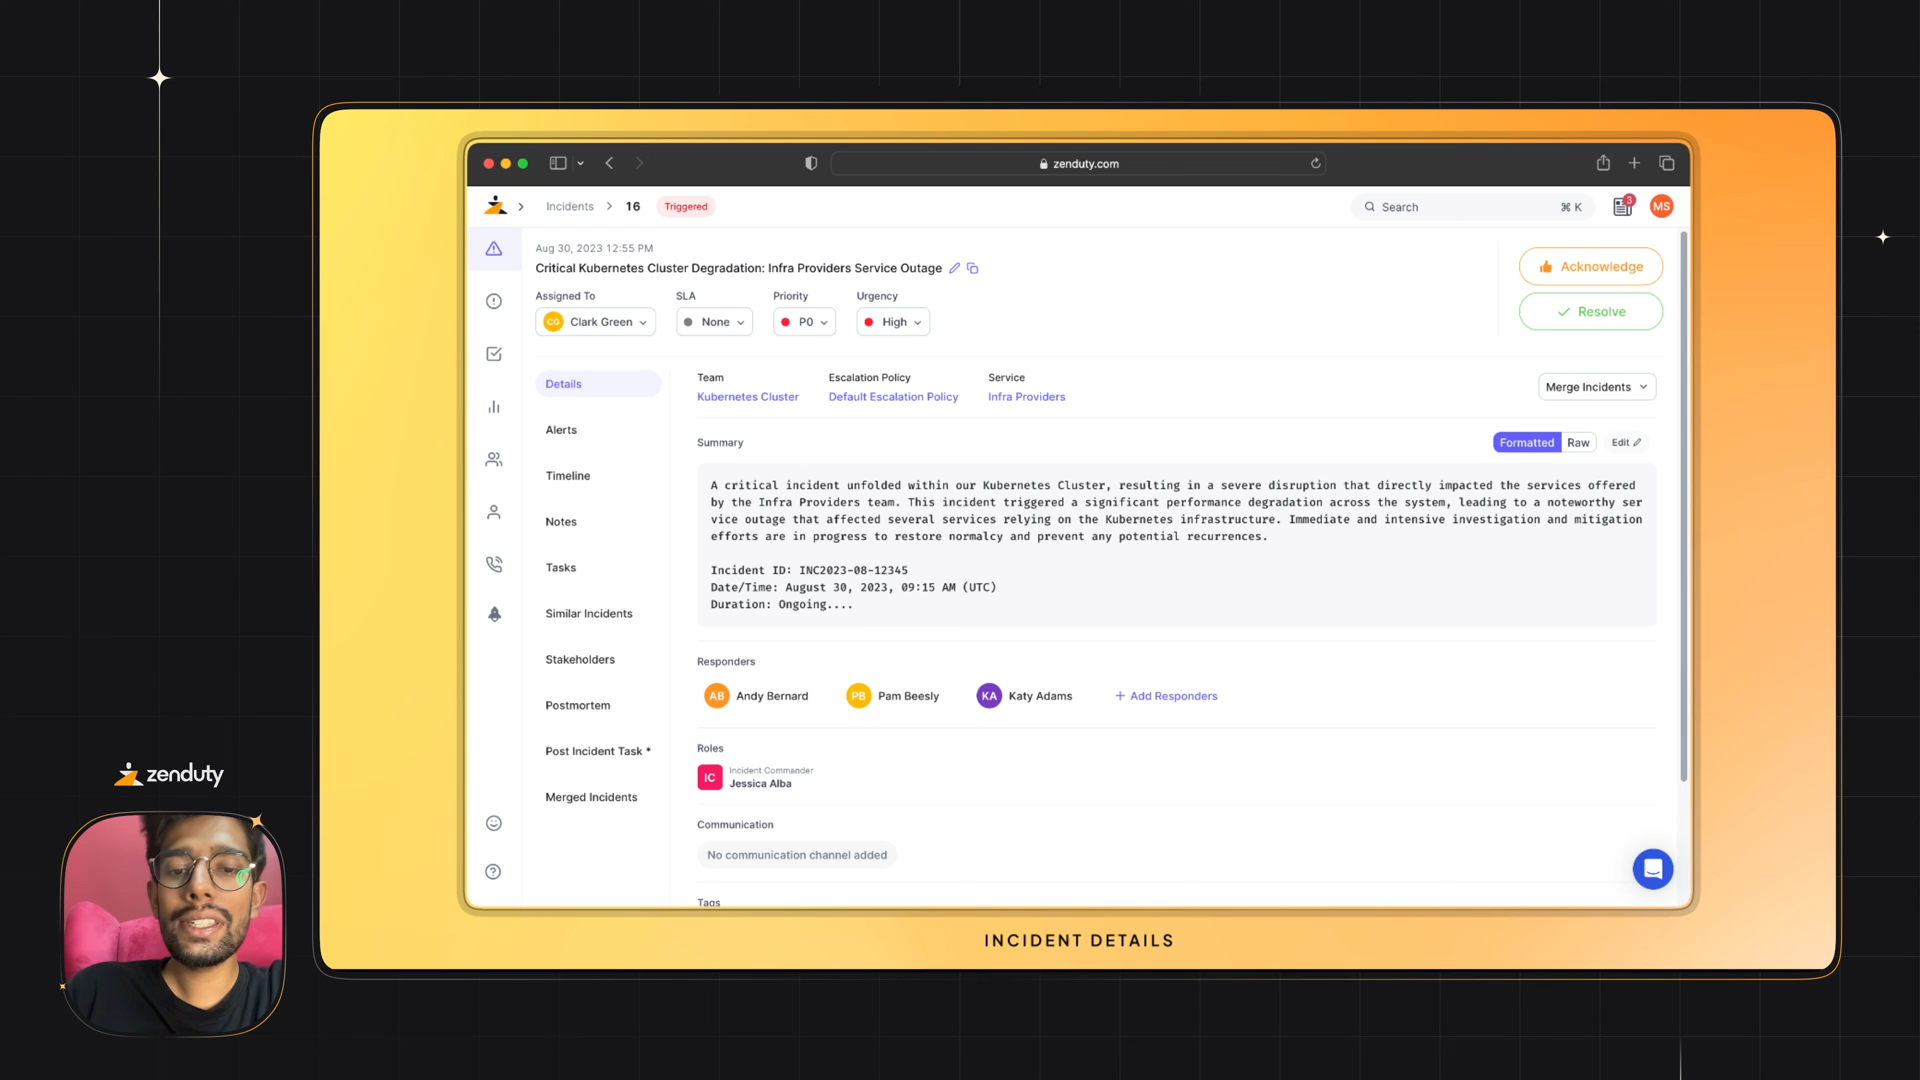 zenduty.com
Incidents > 16 Triggered
Search ⌘ K
3
MS
Aug 30, 2023 12:55 PM
Critical Kubernetes Cluster Degradation: Infra Providers Service Outage
Acknowledge
Resolve
Assigned To
SLA
Priority
Urgency
CG Clark Green
None
P0
High
Details
Alerts
Timeline
Notes
Tasks
Similar Incidents
Stakeholders
Postmortem
Post Incident Task *
Merged Incidents
Team
Escalation Policy
Service
Kubernetes Cluster
Default Escalation Policy
Infra Providers
Merge Incidents
Summary
Formatted
Raw
Edit
A critical incident unfolded within our Kubernetes Cluster, resulting in a severe disruption that directly impacted the services offered
by the Infra Providers team. This incident triggered a significant performance degradation across the system, leading to a noteworthy ser
vice outage that affected several services relying on the Kubernetes infrastructure. Immediate and intensive investigation and mitigation
efforts are in progress to restore normalcy and prevent any potential recurrences.
Incident ID: INC2023-08-12345
Date/Time: August 30, 2023, 09:15 AM (UTC)
Duration: Ongoing....
Responders
AB Andy Bernard
PB Pam Beesly
KA Katy Adams
+ Add Responders
Roles
IC
Incident Commander
Jessica Alba
Communication
No communication channel added
Tags
INCIDENT DETAILS
zenduty